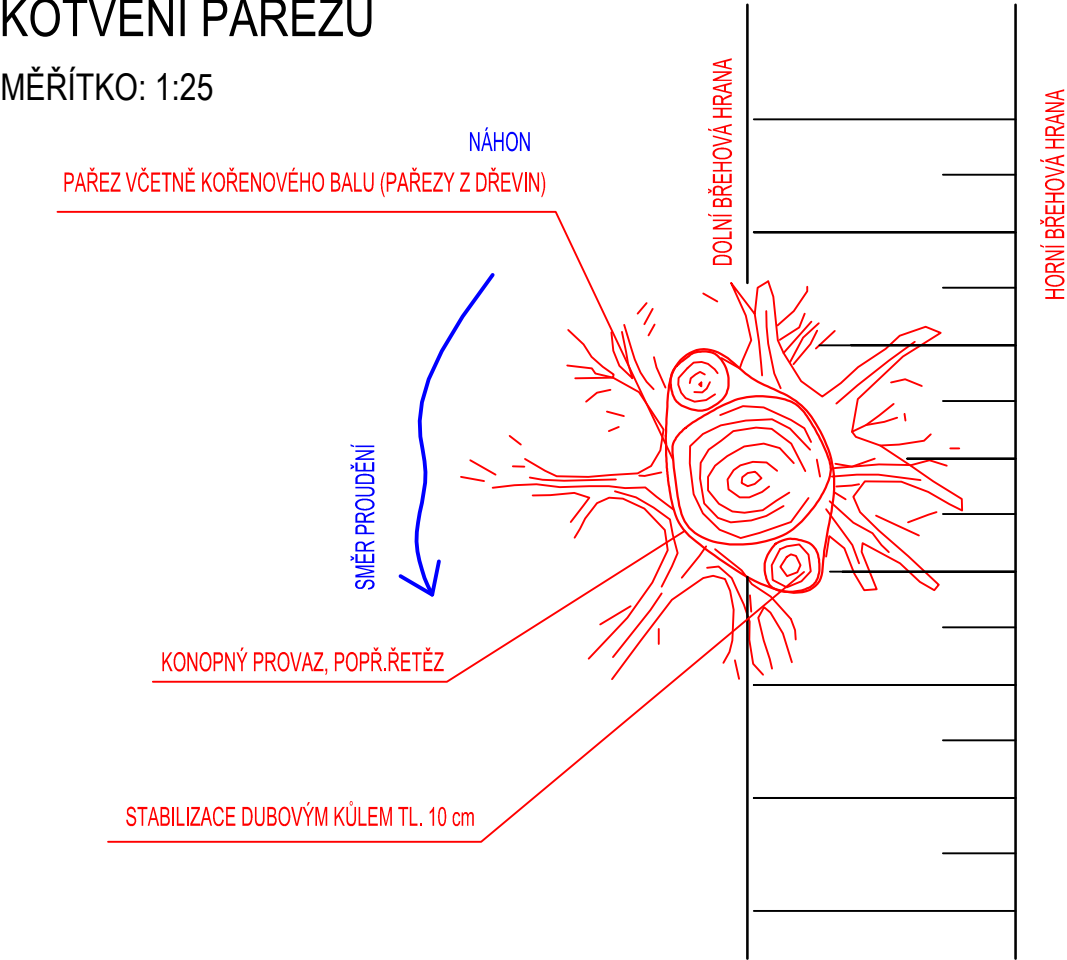 KOTVENÍ PAŘEZU
MĚŘÍTKO: 1:25
NÁHON
PAŘEZ VČETNĚ KOŘENOVÉHO BALU (PAŘEZY Z DŘEVIN)
DOLNÍ BŘEHOVÁ HRANA
HORNÍ BŘEHOVÁ HRANA
SMĚR PROUDĚNÍ
KONOPNÝ PROVAZ, POPŘ.ŘETĚZ
STABILIZACE DUBOVÝM KŮLEM TL. 10 cm